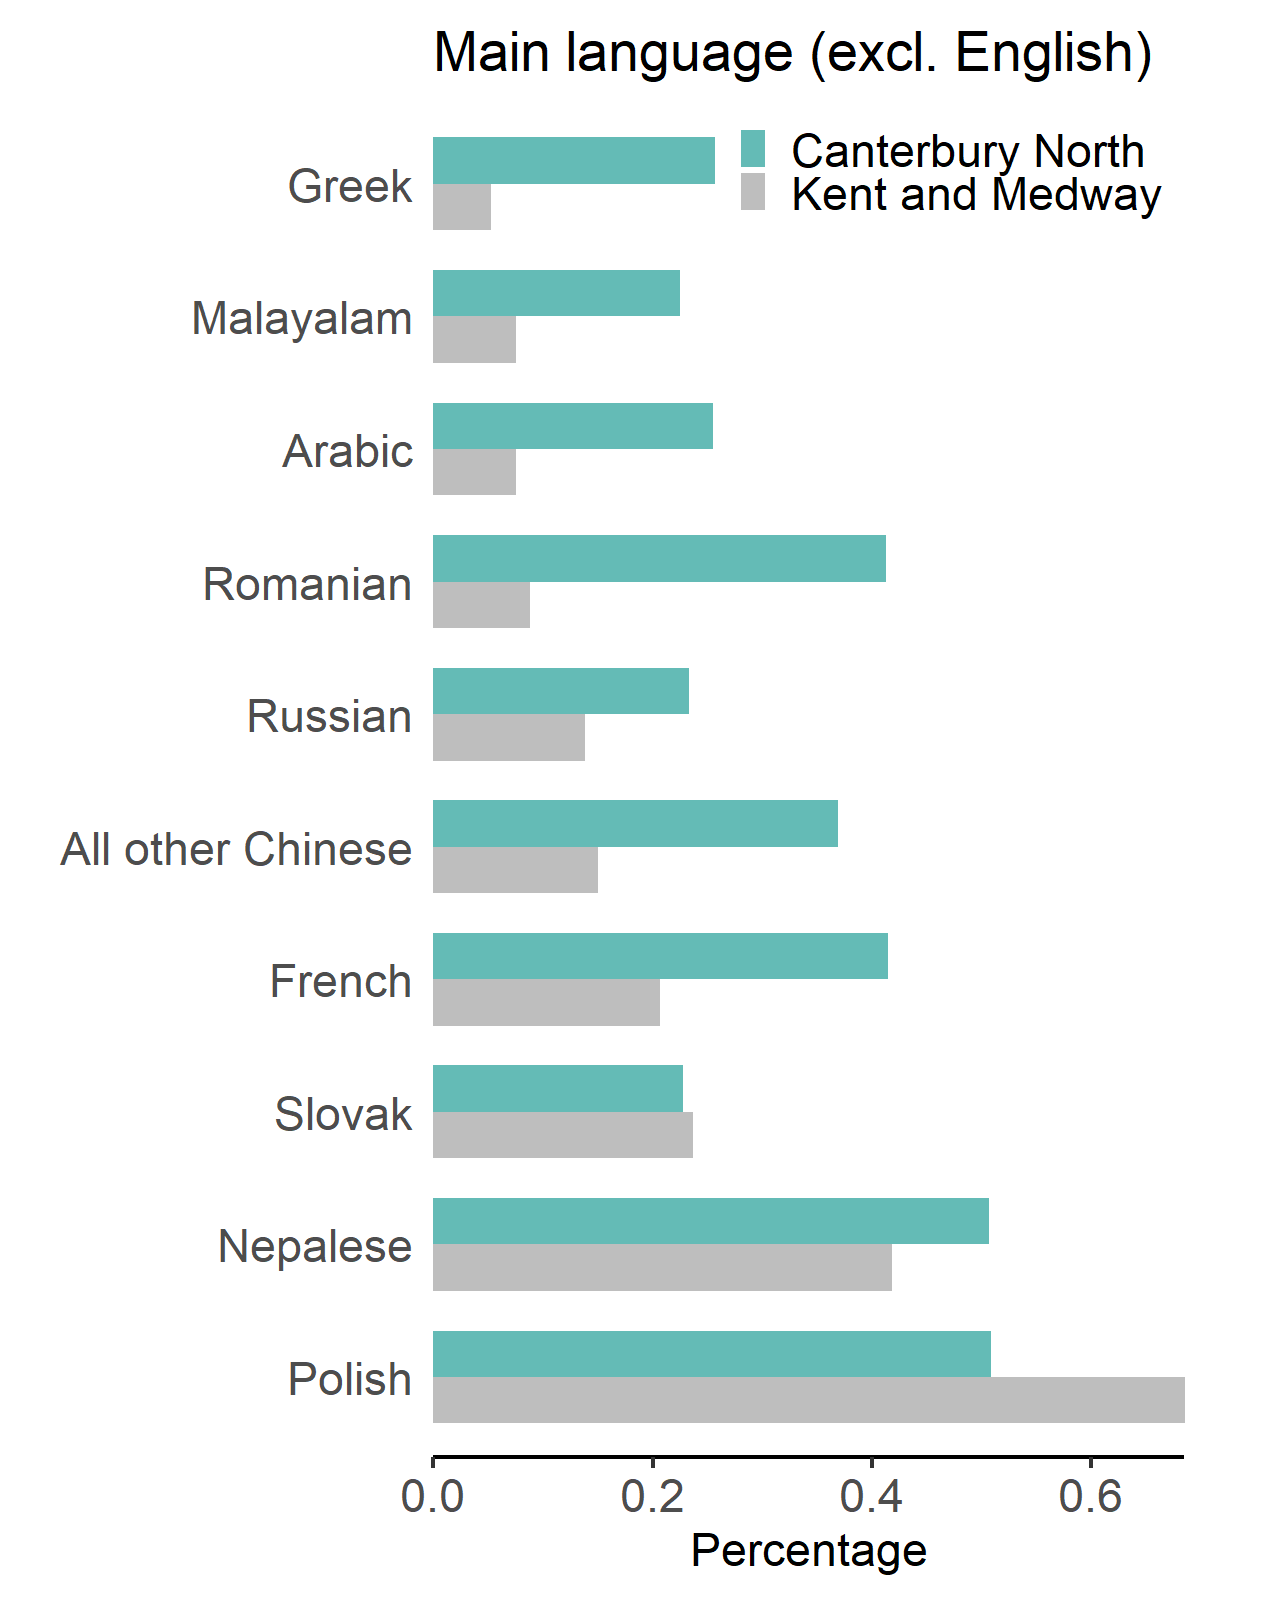 Main language (excl. English)
Canterbury North
Kent and Medway
Greek
Malayalam
Arabic
Romanian
Russian
All other Chinese
French
Slovak
Nepalese
Polish
0.0 0.2 0.4 0.6
Percentage